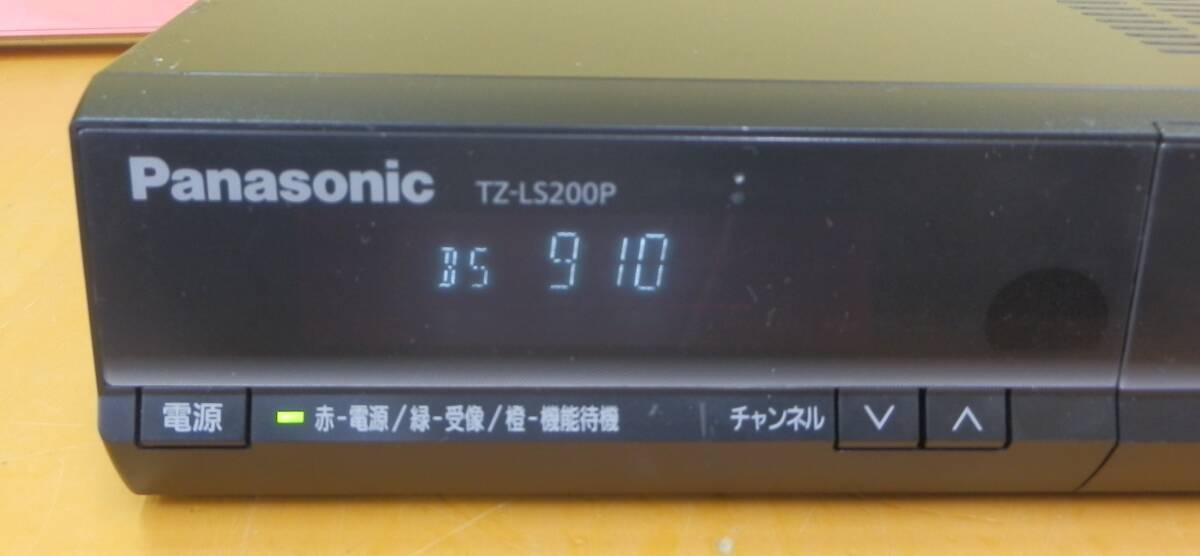 Panasonic TZ-LS200P
BS 910
電源 赤-電源/緑-受像/橙-機能待機 チャンネル ∨ ∧